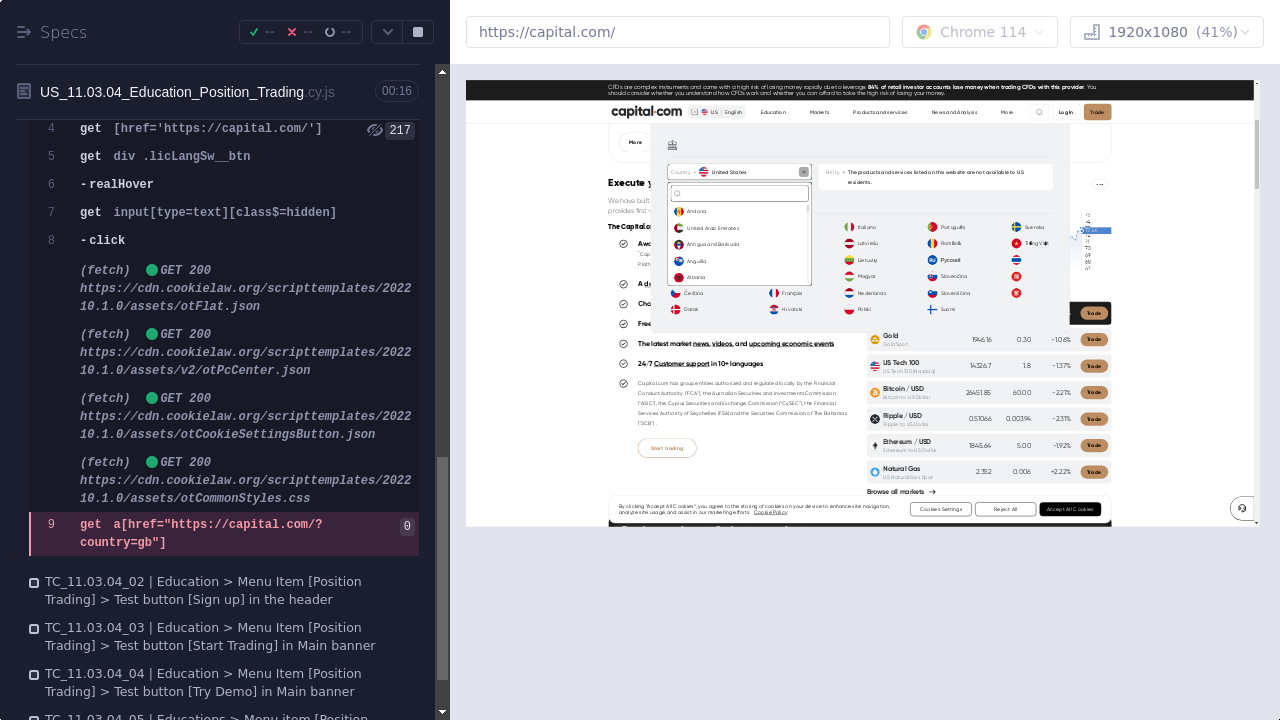 Specs
--
--
--
https://capital.com/
Chrome 114
1920x1080 (41%)
US_11.03.04_Education_Position_Trading.cy.js
00:16
4 get [href='https://capital.com/'] 217
5 get div .licLangSw__btn
6 -realHover
7 get input[type=text][class$=hidden]
8 -click
(fetch) GET 200
https://cdn.cookielaw.org/scripttemplates/2022
10.1.0/assets/otFlat.json
(fetch) GET 200
https://cdn.cookielaw.org/scripttemplates/2022
10.1.0/assets/v2/otPcCenter.json
(fetch) GET 200
https://cdn.cookielaw.org/scripttemplates/2022
10.1.0/assets/otCookieSettingsButton.json
(fetch) GET 200
https://cdn.cookielaw.org/scripttemplates/2022
10.1.0/assets/otCommonStyles.css
9 get a[href="https://capital.com/?
country=gb"] 0
TC_11.03.04_02 | Education > Menu Item [Position
Trading] > Test button [Sign up] in the header
TC_11.03.04_03 | Education > Menu Item [Position
Trading] > Test button [Start Trading] in Main banner
TC_11.03.04_04 | Education > Menu Item [Position
Trading] > Test button [Try Demo] in Main banner
TC_11.03.04_05 | Educations > Menu item [Position
CFDs are complex instruments and come with a high risk of losing money rapidly due to leverage. 84% of retail investor accounts lose money when trading CFDs with this provider. You
should consider whether you understand how CFDs work and whether you can afford to take the high risk of losing your money.
capital.com
US | English
Education
Markets
Products and services
News and Analysis
More
Log In
Trade
More
Country • United States
Entity • The products and services listed on this website are not available to US
residents.
Andorra
United Arab Emirates
Antigua and Barbuda
Anguilla
Albania
Italiano
Português
Svenska
Latviešu
Română
Tiếng Việt
Lietuvių
Русский
Magyar
Slovenčina
Čeština
Français
Nederlands
Slovenščina
Dansk
Hrvatski
Polski
Suomi
Execute
We have built
provides first-
The Capital.co
Platfo
A
Free
The latest market news, videos, and upcoming economic events
24/7 Customer support in 10+ languages
Capital.com has group entities authorized and regulated locally by the Financial
Conduct Authority ("FCA"), the Australian Securities and Investments Commission
("ASIC"), the Cyprus Securities and Exchange Commission ("CySEC"), the Financial
Services Authority of Seychelles (FSA) and the Securities Commission of The Bahamas
("SCB").
Start trading
Trade
Gold 1946.16 0.30 -1.06% Trade
Gold Spot
US Tech 100 14326.7 1.8 -1.37% Trade
US Tech 100 (Nasdaq)
Bitcoin / USD 26451.85 60.00 -2.21% Trade
Bitcoin to US Dollar
Ripple / USD 0.51066 0.00394 -2.31% Trade
Ripple to US Dollar
Ethereum / USD 1845.64 5.00 -1.92% Trade
Ethereum to US Dollar
Natural Gas 2.352 0.006 +2.22% Trade
US Natural Gas Spot
Browse all markets →
By clicking "Accept All Cookies", you agree to the storing of cookies on your device to enhance site navigation,
analyze site usage, and assist in our marketing efforts. Cookie Policy
Cookies Settings
Reject All
Accept All Cookies